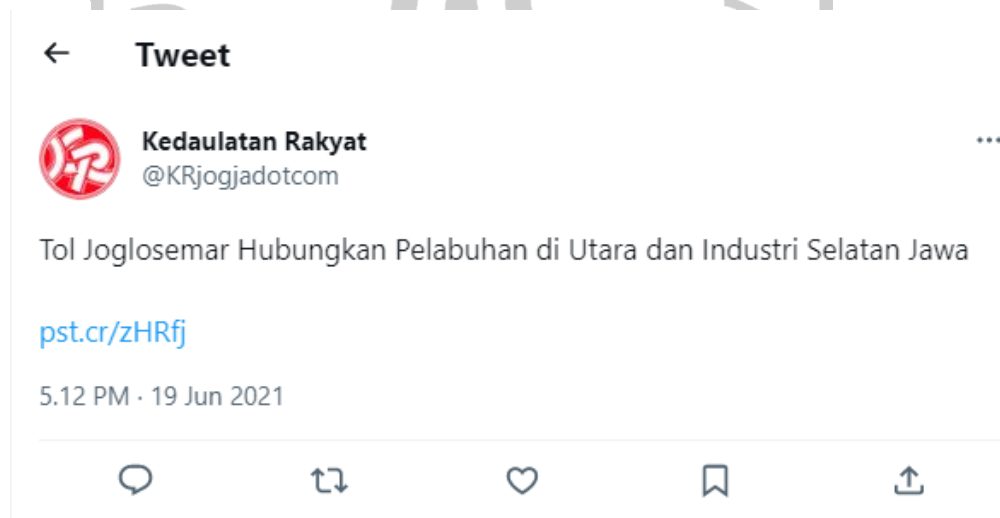 Tweet
Kedaulatan Rakyat
@KRjogjadotcom
Tol Joglosemar Hubungkan Pelabuhan di Utara dan Industri Selatan Jawa
pst.cr/zHRfj
5.12 PM · 19 Jun 2021